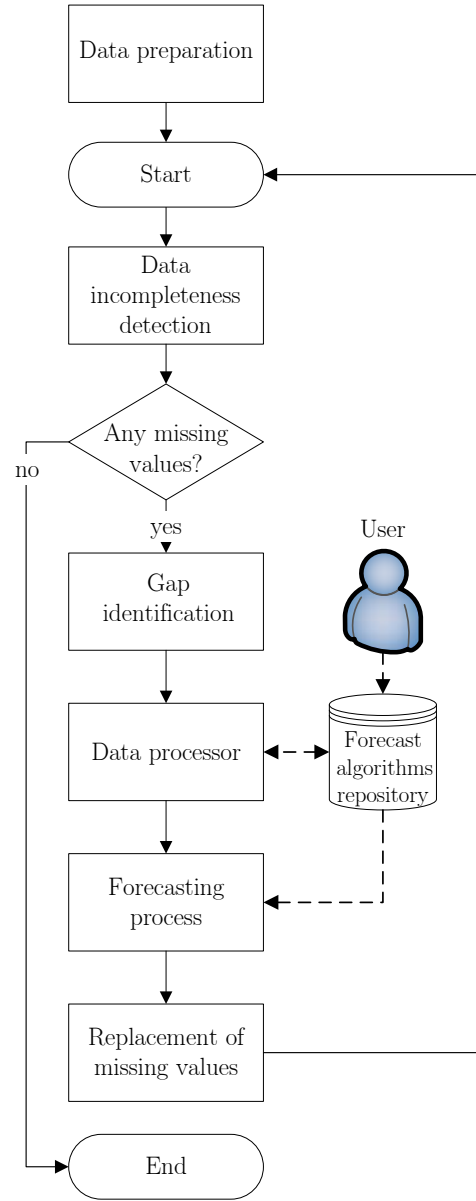 Data preparation
Start
Data
incompleteness
detection
Any missing
values?
no
yes
User
Gap
identification
Data processor
Forecast
algorithms
repository
Forecasting
process
Replacement of
missing values
End